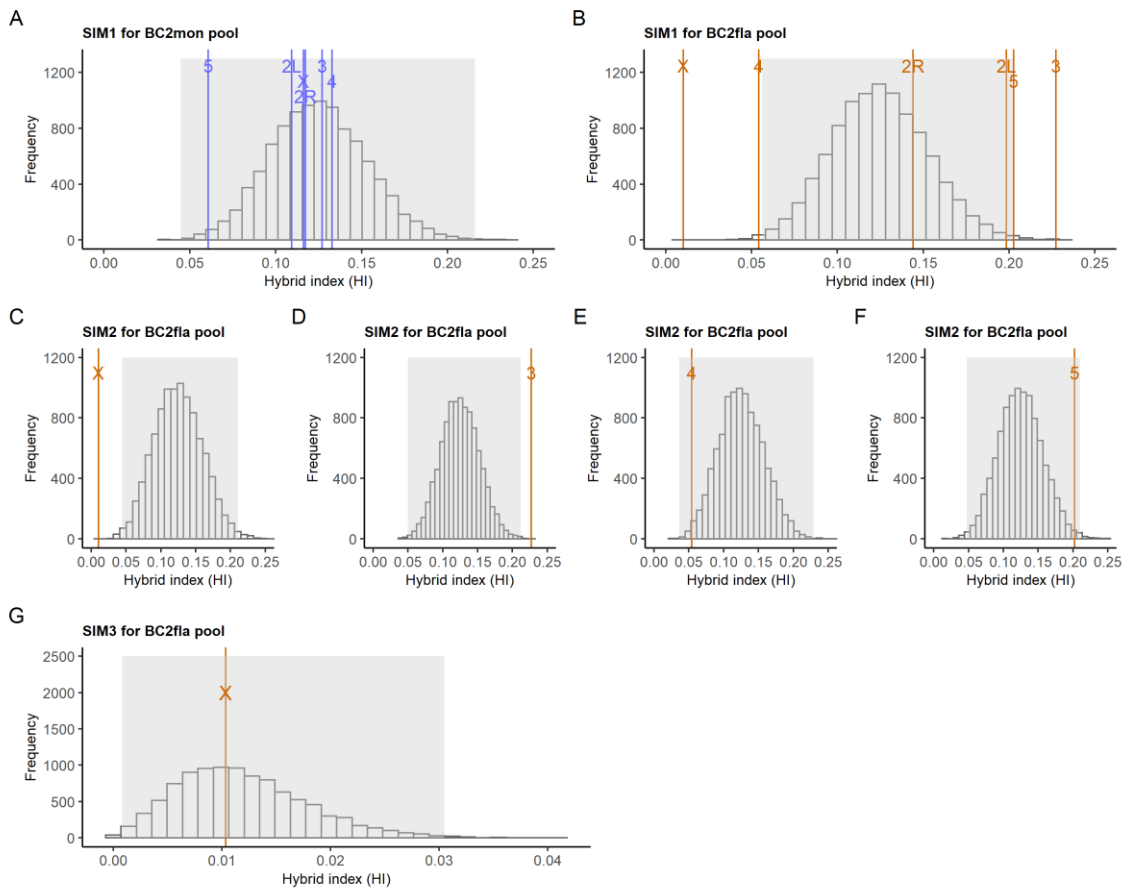 A
SIM1 for BC2mon pool
Frequency
1200
800
400
0
5
2L
X
2R
3
4
0.00 0.05 0.10 0.15 0.20 0.25
Hybrid index (HI)
B
SIM1 for BC2fla pool
Frequency
1200
800
400
0
X
4
2R
2L
5
3
0.00 0.05 0.10 0.15 0.20 0.25
Hybrid index (HI)
C
SIM2 for BC2fla pool
Frequency
1200
800
400
0
X
0.00 0.05 0.10 0.15 0.20 0.25
Hybrid index (HI)
D
SIM2 for BC2fla pool
Frequency
1200
800
400
0
3
0.00 0.05 0.10 0.15 0.20 0.25
Hybrid index (HI)
E
SIM2 for BC2fla pool
Frequency
1200
800
400
0
4
0.00 0.05 0.10 0.15 0.20 0.25
Hybrid index (HI)
F
SIM2 for BC2fla pool
Frequency
1200
800
400
0
5
0.00 0.05 0.10 0.15 0.20 0.25
Hybrid index (HI)
G
SIM3 for BC2fla pool
Frequency
2500
2000
1500
1000
500
0
X
0.00 0.01 0.02 0.03 0.04
Hybrid index (HI)